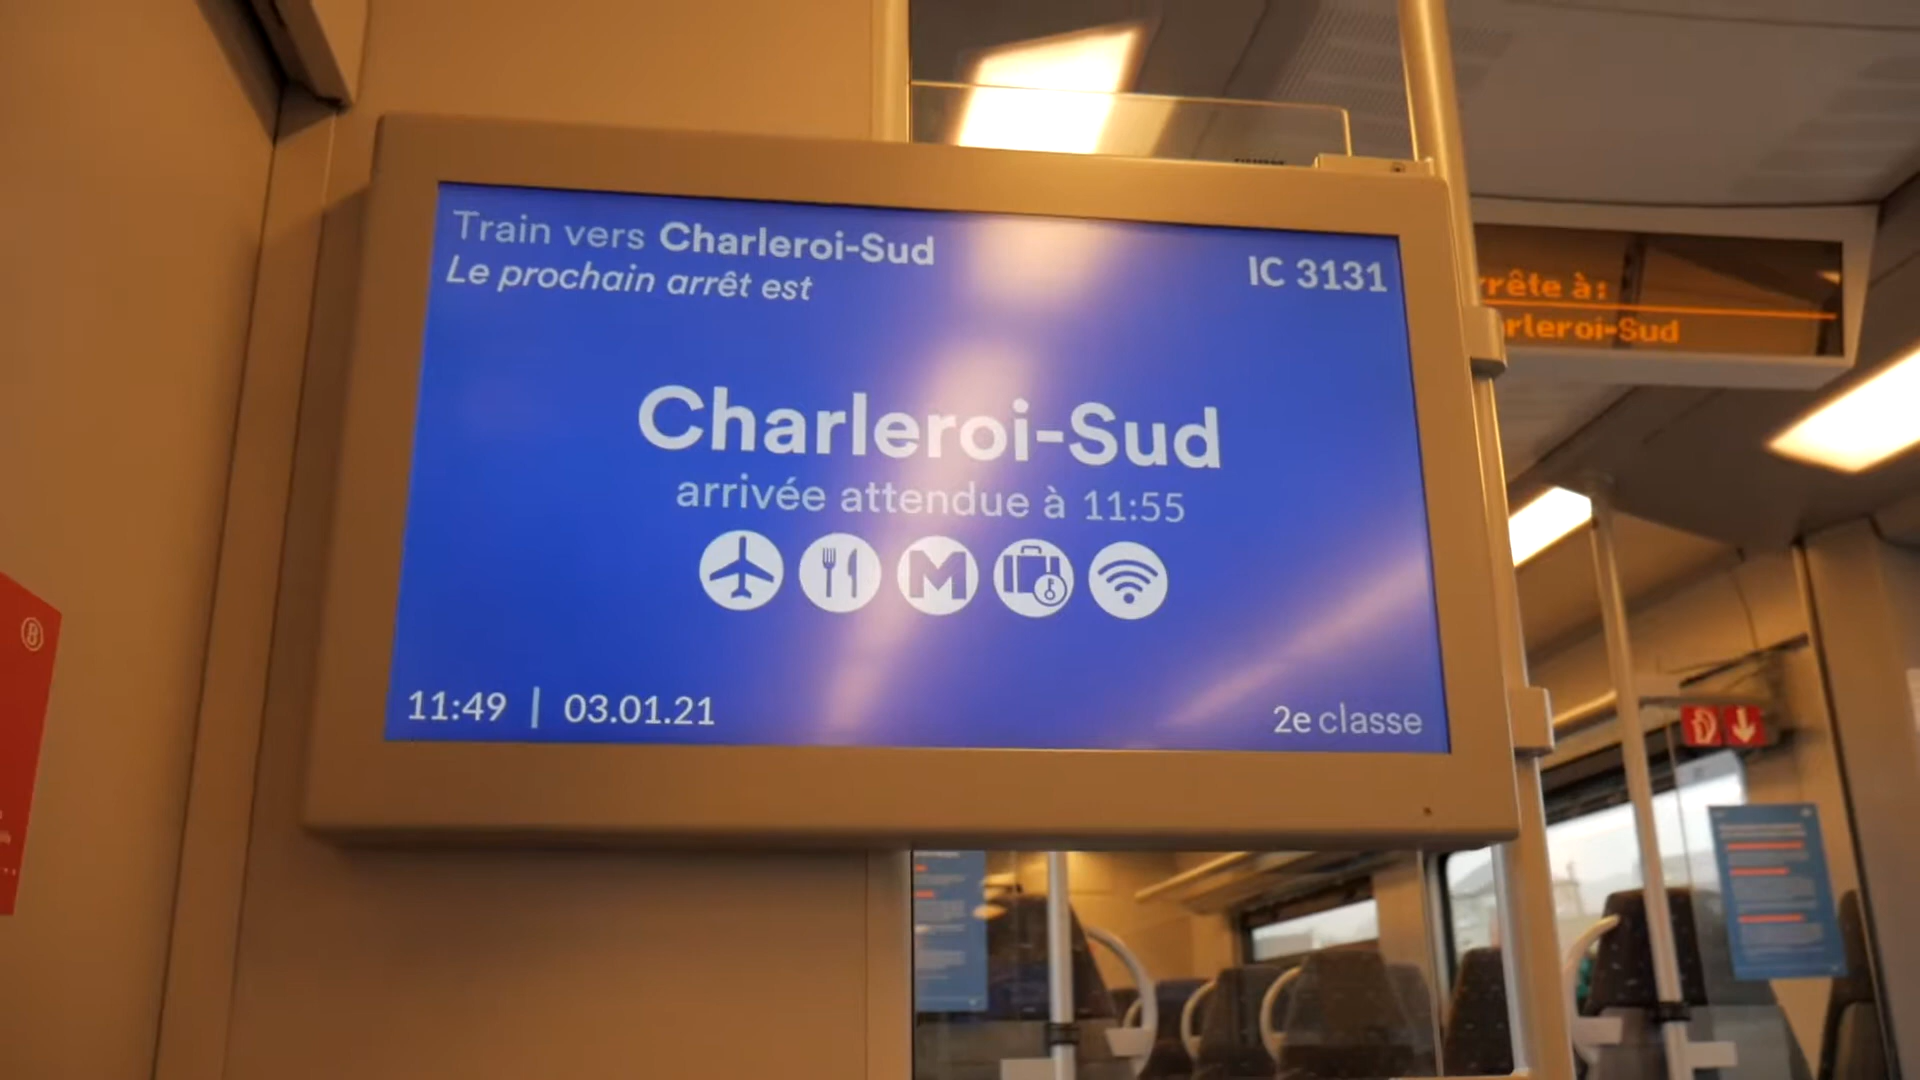 Train vers Charleroi-Sud
Le prochain arrêt est
IC 3131
Charleroi-Sud
arrivée attendue à 11:55
M
11:49 | 03.01.21
2e classe
rrête à:
rleroi-Sud
B